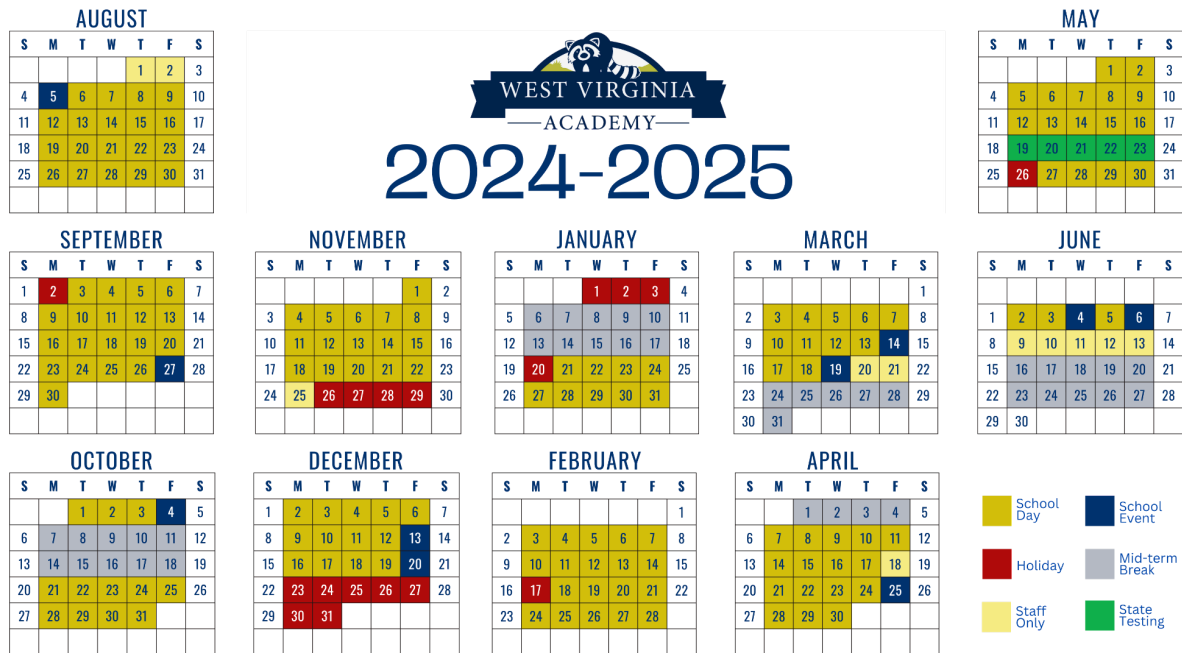 AUGUST
S M T W T F S
1 2 3
4 5 6 7 8 9 10
11 12 13 14 15 16 17
18 19 20 21 22 23 24
25 26 27 28 29 30 31
WEST VIRGINIA
ACADEMY
2024-2025
MAY
S M T W T F S
1 2 3
4 5 6 7 8 9 10
11 12 13 14 15 16 17
18 19 20 21 22 23 24
25 26 27 28 29 30 31
SEPTEMBER
S M T W T F S
1 2 3 4 5 6 7
8 9 10 11 12 13 14
15 16 17 18 19 20 21
22 23 24 25 26 27 28
29 30
NOVEMBER
S M T W T F S
1 2
3 4 5 6 7 8 9
10 11 12 13 14 15 16
17 18 19 20 21 22 23
24 25 26 27 28 29 30
JANUARY
S M T W T F S
1 2 3 4
5 6 7 8 9 10 11
12 13 14 15 16 17 18
19 20 21 22 23 24 25
26 27 28 29 30 31
MARCH
S M T W T F S
1
2 3 4 5 6 7 8
9 10 11 12 13 14 15
16 17 18 19 20 21 22
23 24 25 26 27 28 29
30 31
JUNE
S M T W T F S
1 2 3 4 5 6 7
8 9 10 11 12 13 14
15 16 17 18 19 20 21
22 23 24 25 26 27 28
29 30
OCTOBER
S M T W T F S
1 2 3 4 5
6 7 8 9 10 11 12
13 14 15 16 17 18 19
20 21 22 23 24 25 26
27 28 29 30 31
DECEMBER
S M T W T F S
1 2 3 4 5 6 7
8 9 10 11 12 13 14
15 16 17 18 19 20 21
22 23 24 25 26 27 28
29 30 31
FEBRUARY
S M T W T F S
1
2 3 4 5 6 7 8
9 10 11 12 13 14 15
16 17 18 19 20 21 22
23 24 25 26 27 28
APRIL
S M T W T F S
1 2 3 4 5
6 7 8 9 10 11 12
13 14 15 16 17 18 19
20 21 22 23 24 25 26
27 28 29 30
School
Day
School
Event
Holiday
Mid-term
Break
Staff
Only
State
Testing